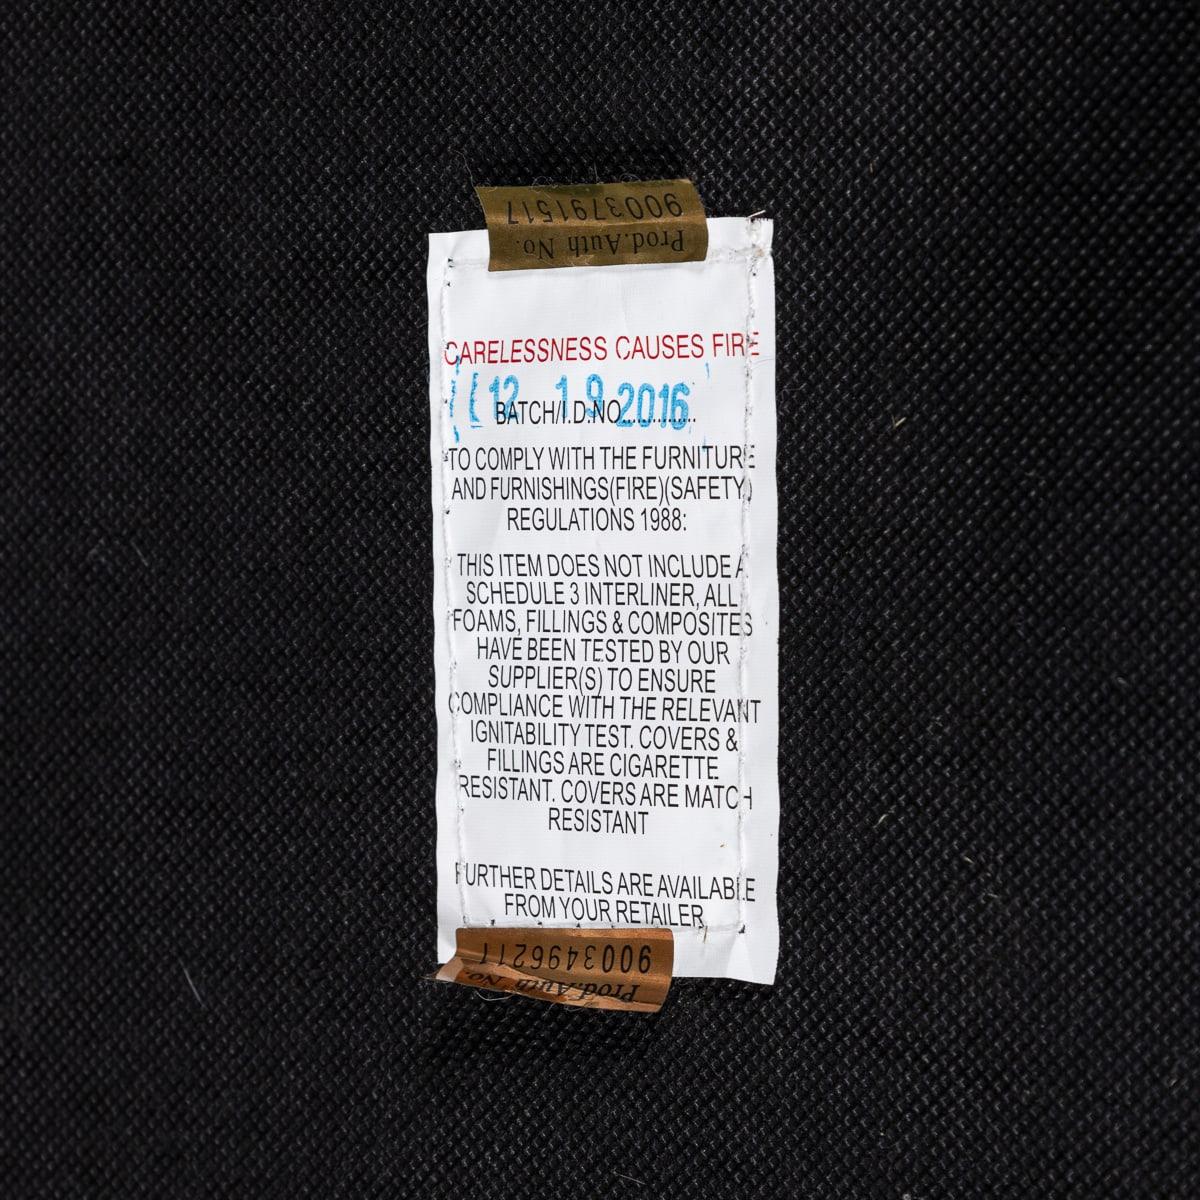 9003791517
Prod.Auth No.
CARELESSNESS CAUSES FIRE
12 19 2016
BATCH/I.D.NO..............
TO COMPLY WITH THE FURNITURE
AND FURNISHINGS(FIRE)(SAFETY)
REGULATIONS 1988:
THIS ITEM DOES NOT INCLUDE A
SCHEDULE 3 INTERLINER, ALL
FOAMS, FILLINGS & COMPOSITES
HAVE BEEN TESTED BY OUR
SUPPLIER(S) TO ENSURE
COMPLIANCE WITH THE RELEVANT
IGNITABILITY TEST. COVERS &
FILLINGS ARE CIGARETTE
RESISTANT. COVERS ARE MATCH
RESISTANT
FURTHER DETAILS ARE AVAILABLE
FROM YOUR RETAILER
9003496211
Prod.Auth No.